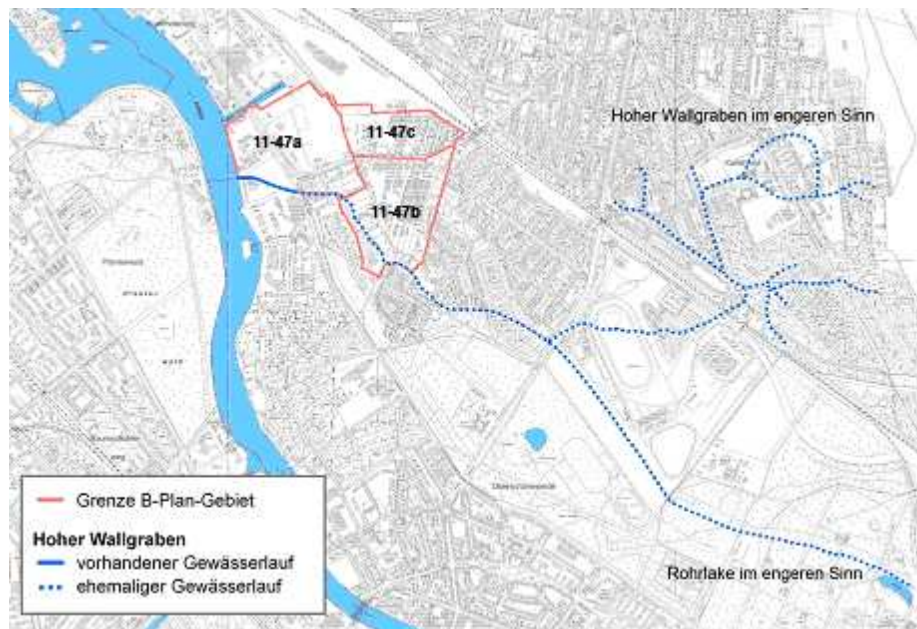 11-47a
11-47c
11-47b
Hoher Wallgraben im engeren Sinn
Rohrlake im engeren Sinn
Grenze B-Plan-Gebiet
Hoher Wallgraben
vorhandener Gewässerlauf
ehemaliger Gewässerlauf